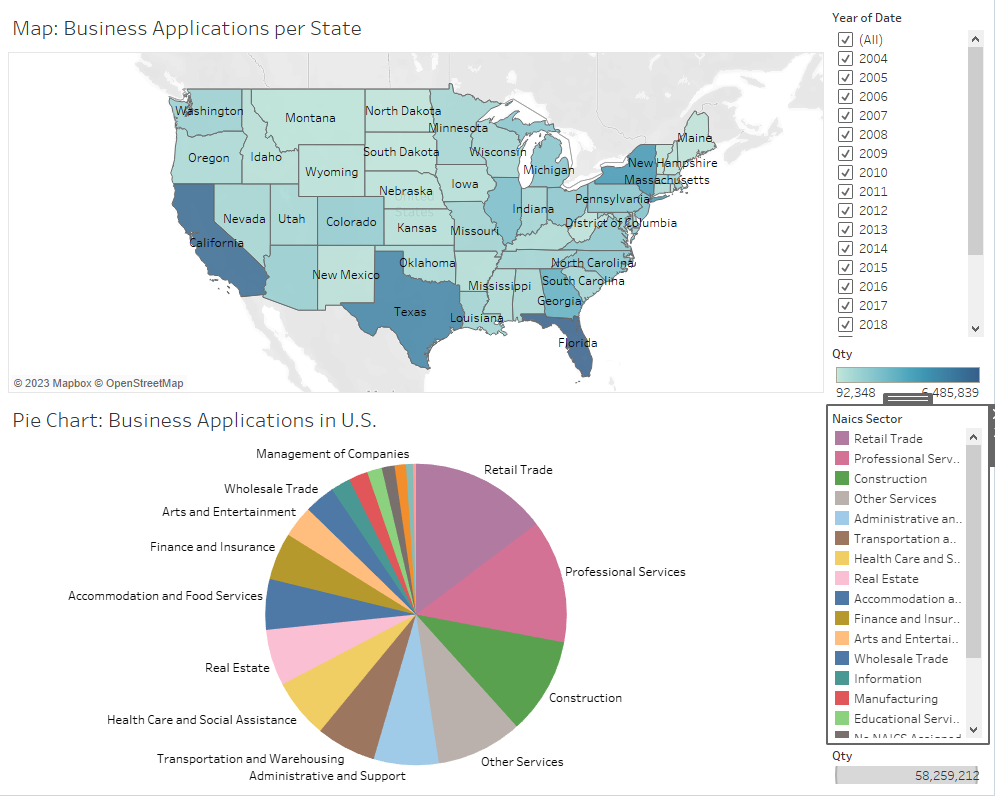 Map: Business Applications per State
Washington
Montana
North Dakota
Minnesota
Maine
Oregon
Idaho
Wyoming
South Dakota
Wisconsin
Michigan
New Hampshire
Massachusetts
Nebraska
Iowa
Pennsylvania
United
States
Nevada
Utah
Colorado
Kansas
Missouri
Indiana
District of Columbia
California
New Mexico
Oklahoma
North Carolina
Mississippi
South Carolina
Georgia
Texas
Louisiana
Florida
© 2023 Mapbox © OpenStreetMap
Year of Date
(All)
2004
2005
2006
2007
2008
2009
2010
2011
2012
2013
2014
2015
2016
2017
2018
Qty
92,348 6,485,839
Pie Chart: Business Applications in U.S.
Management of Companies
Retail Trade
Wholesale Trade
Arts and Entertainment
Finance and Insurance
Professional Services
Accommodation and Food Services
Real Estate
Construction
Health Care and Social Assistance
Transportation and Warehousing
Other Services
Administrative and Support
Naics Sector
Retail Trade
Professional Serv..
Construction
Other Services
Administrative an..
Transportation a..
Health Care and S..
Real Estate
Accommodation a..
Finance and Insur..
Arts and Entertai..
Wholesale Trade
Information
Manufacturing
Educational Servi..
No NAICS Assigned
Qty
58,259,212